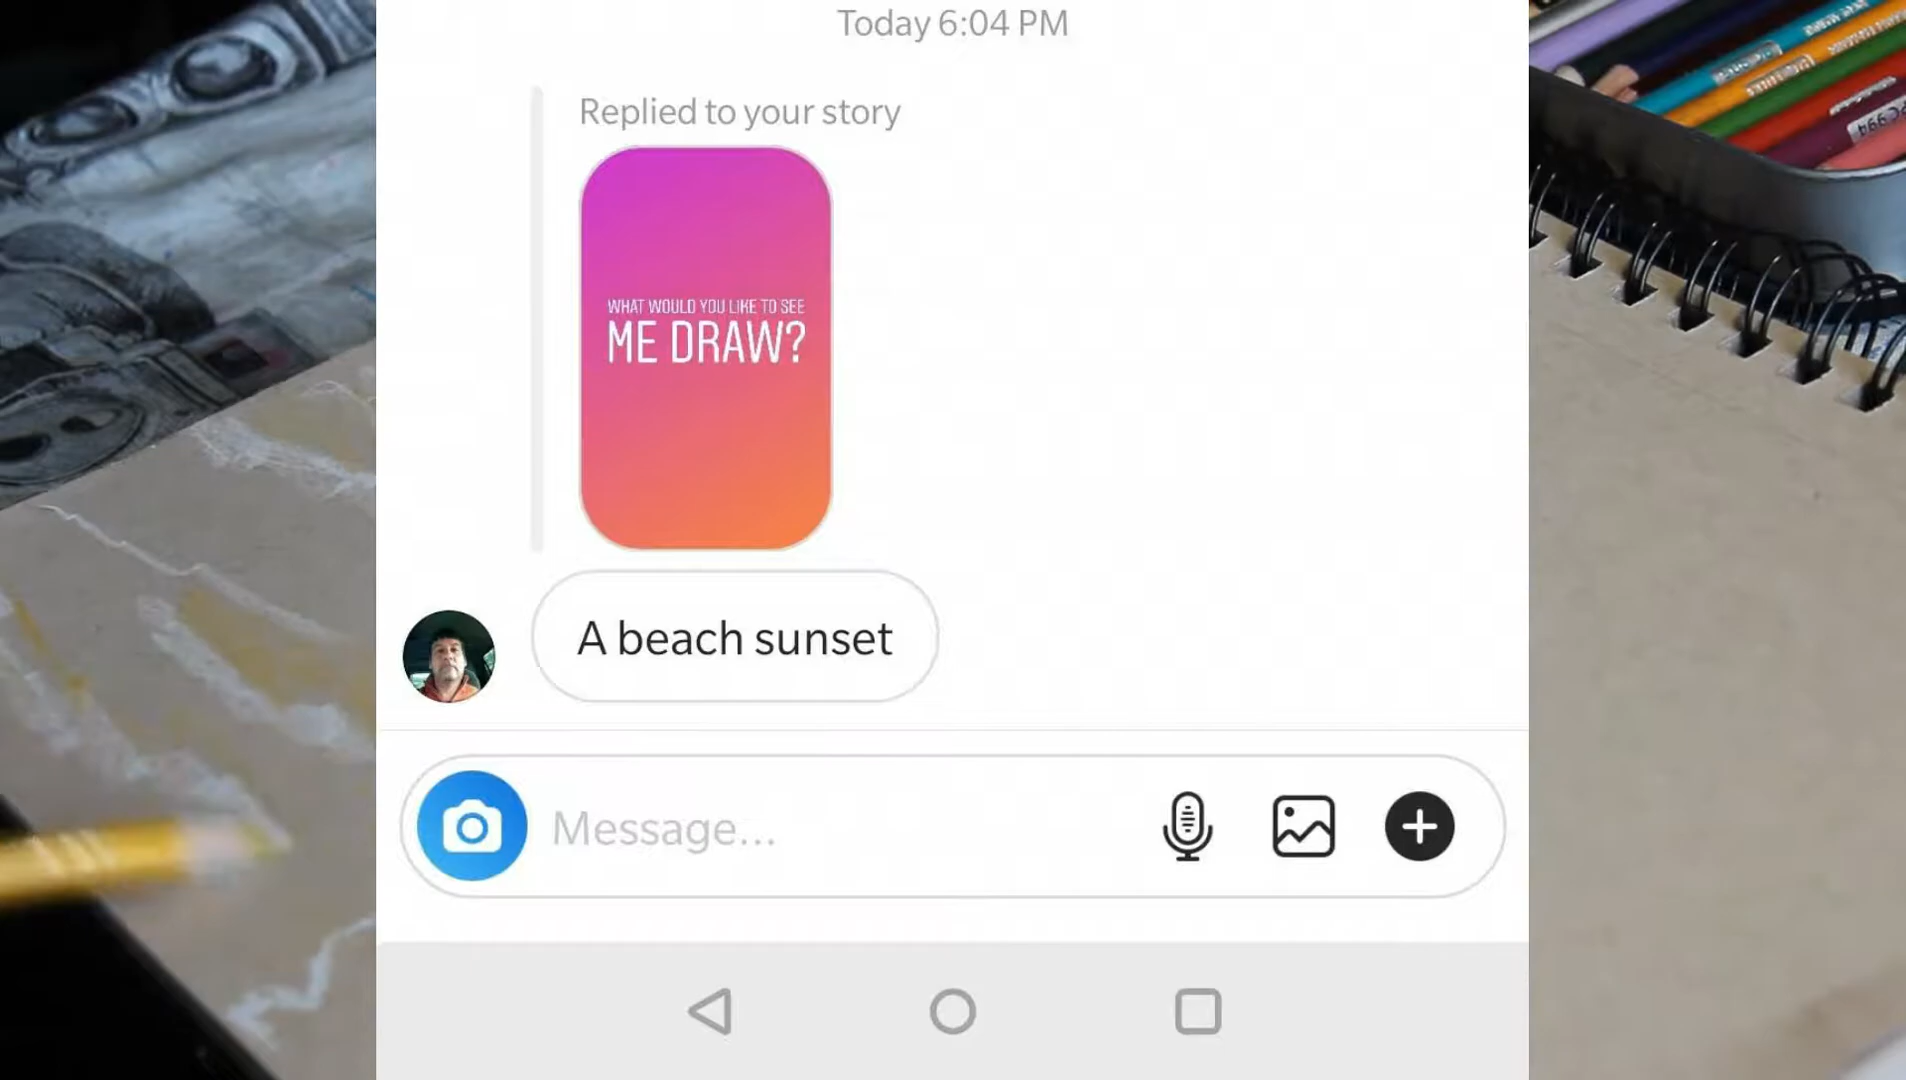 Today 6:04 PM
Replied to your story
WHAT WOULD YOU LIKE TO SEE
ME DRAW?
A beach sunset
Message...